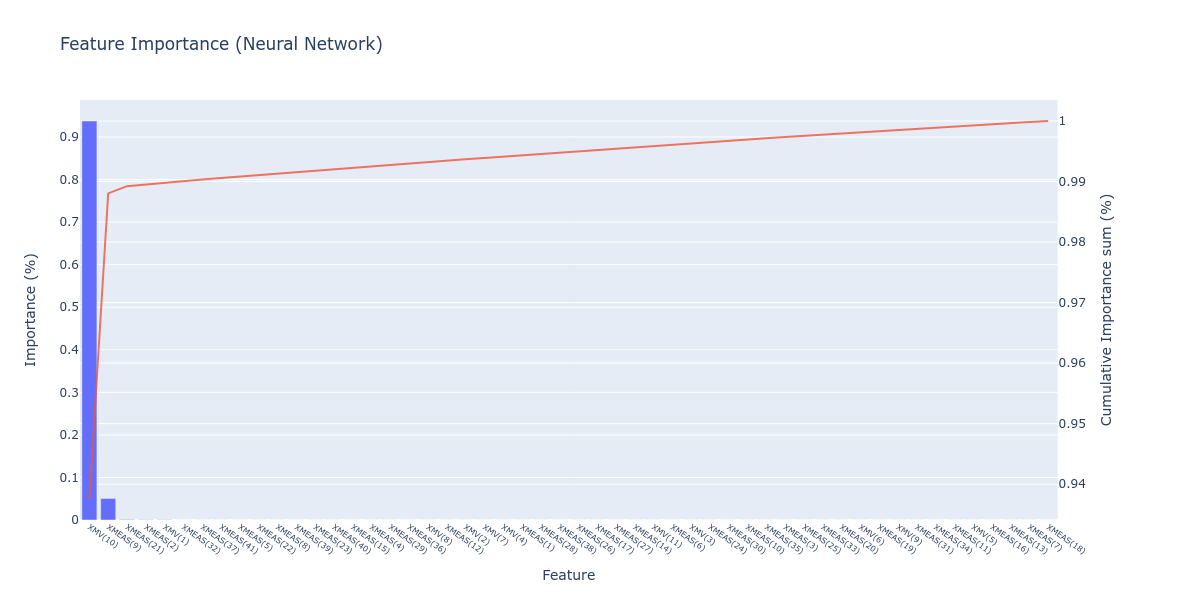 Feature Importance (Neural Network)
Importance (%)
0.9
0.8
0.7
0.6
0.5
0.4
0.3
0.2
0.1
0
1
0.99
0.98
0.97
0.96
0.95
0.94
Cumulative Importance sum (%)
XMV(10)
XMEAS(9)
XMEAS(21)
XMEAS(2)
XMV(1)
XMEAS(32)
XMEAS(37)
XMEAS(41)
XMEAS(5)
XMEAS(22)
XMEAS(8)
XMEAS(39)
XMEAS(23)
XMEAS(40)
XMEAS(15)
XMEAS(4)
XMEAS(29)
XMEAS(36)
XMV(8)
XMEAS(12)
XMV(2)
XMV(7)
XMV(4)
XMEAS(1)
XMEAS(28)
XMEAS(38)
XMEAS(26)
XMEAS(17)
XMEAS(27)
XMEAS(14)
XMV(11)
XMEAS(6)
XMV(3)
XMEAS(24)
XMEAS(30)
XMEAS(10)
XMEAS(35)
XMEAS(3)
XMEAS(25)
XMEAS(33)
XMEAS(20)
XMV(6)
XMEAS(19)
XMV(9)
XMEAS(31)
XMEAS(34)
XMEAS(11)
XMV(5)
XMEAS(16)
XMEAS(13)
XMEAS(7)
XMEAS(18)
Feature